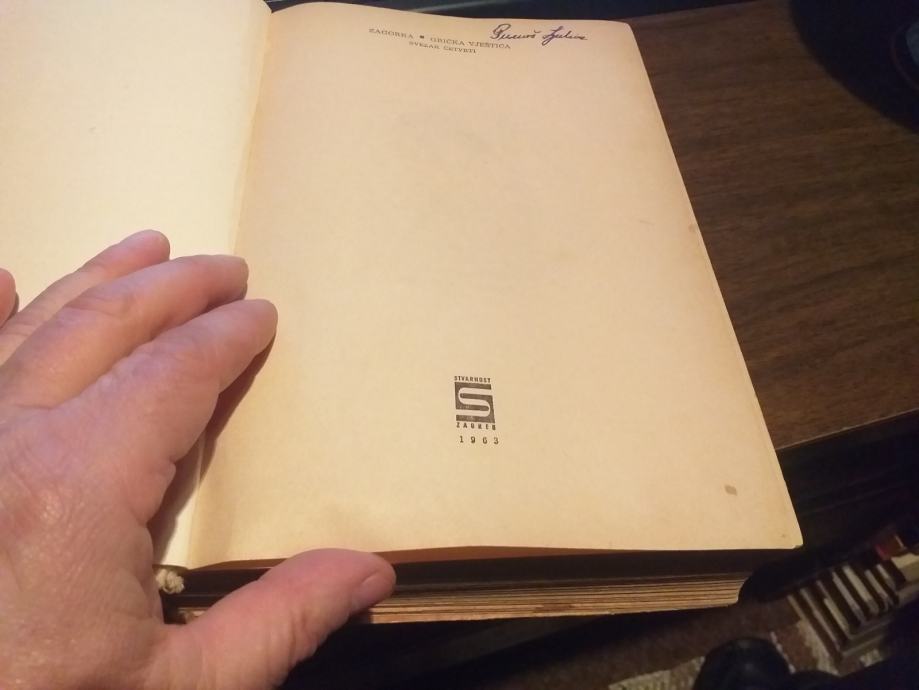 ZAGORKA ■ GRIČKA VJEŠTICA
SVEZAK ČETVRTI
STVARNOST
S
ZAGREB
1963